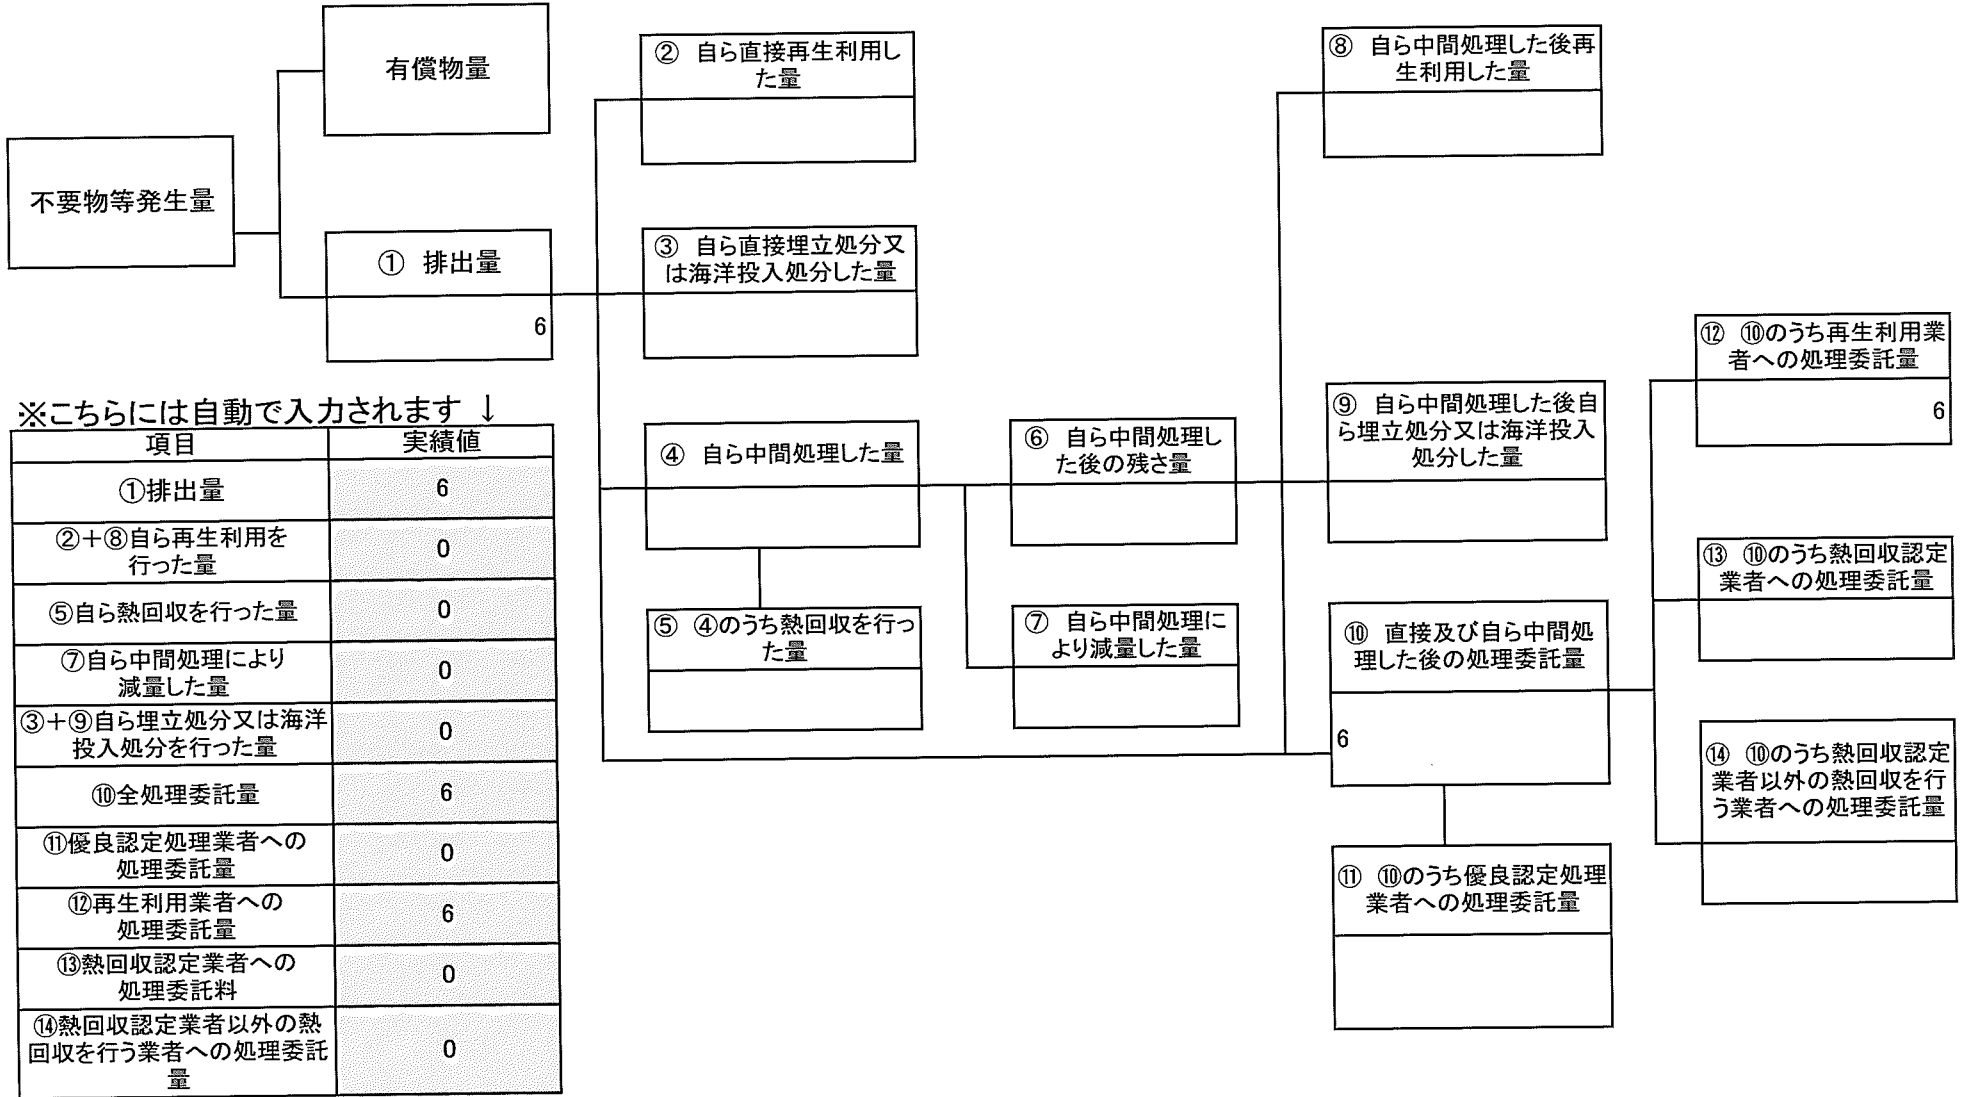 有償物量
不要物等発生量
① 排出量
6
② 自ら直接再生利用し
た量
③ 自ら直接埋立処分又
は海洋投入処分した量
④ 自ら中間処理した量
⑤ ④のうち熱回収を行っ
た量
⑥ 自ら中間処理し
た後の残さ量
⑦ 自ら中間処理に
より減量した量
⑧ 自ら中間処理した後再
生利用した量
⑨ 自ら中間処理した後自
ら埋立処分又は海洋投入
処分した量
⑩ 直接及び自ら中間処
理した後の処理委託量
6
⑪ ⑩のうち優良認定処理
業者への処理委託量
⑫ ⑩のうち再生利用業
者への処理委託量
6
⑬ ⑩のうち熱回収認定
業者への処理委託量
⑭ ⑩のうち熱回収認定
業者以外の熱回収を行
う業者への処理委託量
※こちらには自動で入力されます ↓
項目 実績値
①排出量 6
②＋⑧自ら再生利用を
行った量 0
⑤自ら熱回収を行った量 0
⑦自ら中間処理により
減量した量 0
③＋⑨自ら埋立処分又は海洋
投入処分を行った量 0
⑩全処理委託量 6
⑪優良認定処理業者への
処理委託量 0
⑫再生利用業者への
処理委託量 6
⑬熱回収認定業者への
処理委託料 0
⑭熱回収認定業者以外の熱
回収を行う業者への処理委託
量 0